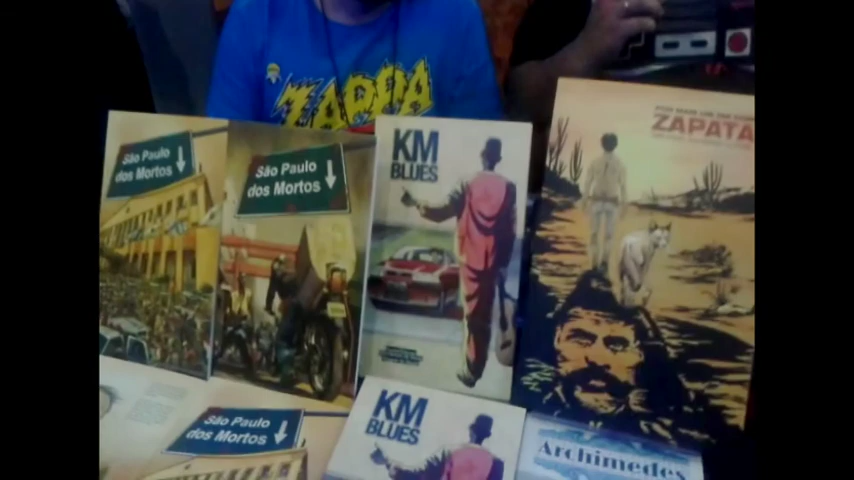 ZAPPA
São Paulo
dos Mortos
São Paulo
dos Mortos
KM
BLUES
ZAPATA
São Paulo
dos Mortos
KM
BLUES
Archimedes